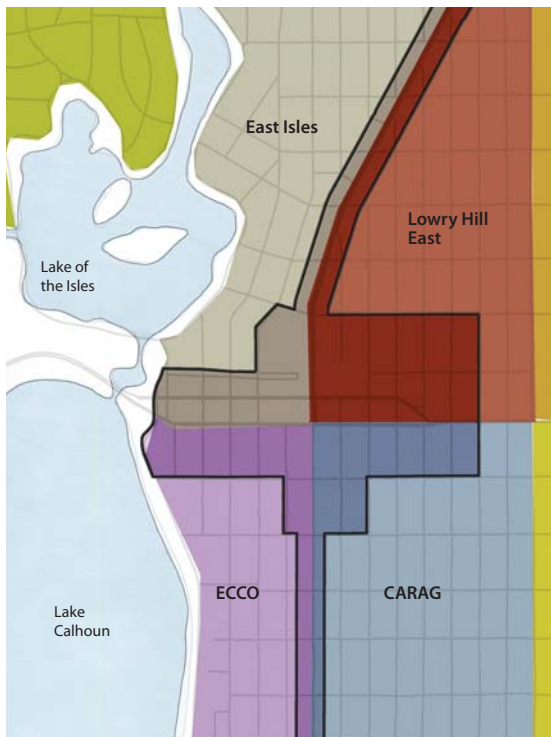 East Isles
Lowry Hill
East
Lake of
the Isles
ECCO
CARAG
Lake
Calhoun